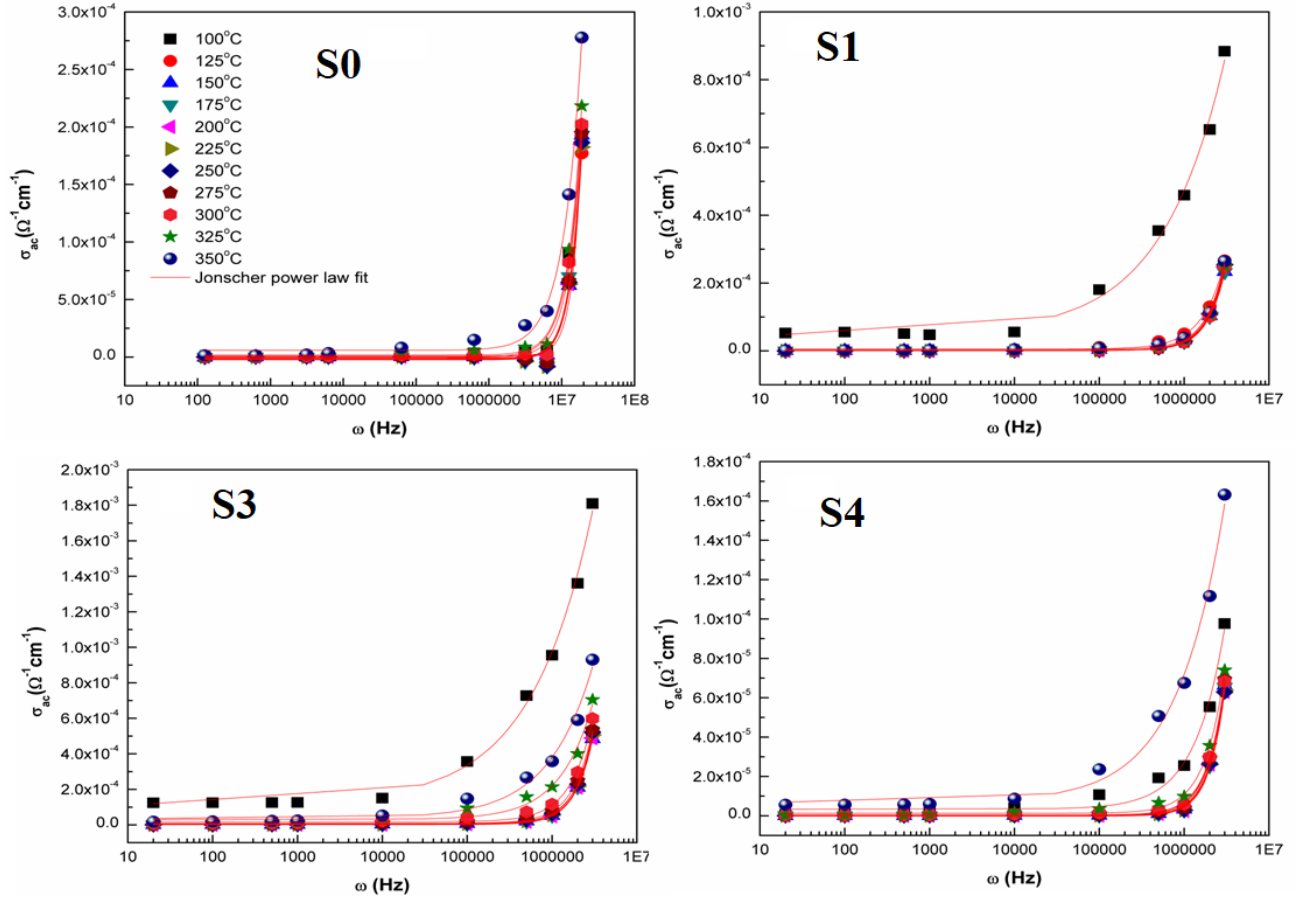 S0
3.0x10⁻⁴
2.5x10⁻⁴
2.0x10⁻⁴
1.5x10⁻⁴
1.0x10⁻⁴
5.0x10⁻⁵
0.0
σac(Ω⁻¹cm⁻¹)
100°C
125°C
150°C
175°C
200°C
225°C
250°C
275°C
300°C
325°C
350°C
Jonscher power law fit
10 100 1000 10000 100000 1000000 1E7 1E8
ω (Hz)
S1
1.0x10⁻³
8.0x10⁻⁴
6.0x10⁻⁴
4.0x10⁻⁴
2.0x10⁻⁴
0.0
σac(Ω⁻¹cm⁻¹)
10 100 1000 10000 100000 1000000 1E7
ω (Hz)
S3
2.0x10⁻³
1.8x10⁻³
1.6x10⁻³
1.4x10⁻³
1.2x10⁻³
1.0x10⁻³
8.0x10⁻⁴
6.0x10⁻⁴
4.0x10⁻⁴
2.0x10⁻⁴
0.0
σac(Ω⁻¹cm⁻¹)
10 100 1000 10000 100000 1000000 1E7
ω (Hz)
S4
1.8x10⁻⁴
1.6x10⁻⁴
1.4x10⁻⁴
1.2x10⁻⁴
1.0x10⁻⁴
8.0x10⁻⁵
6.0x10⁻⁵
4.0x10⁻⁵
2.0x10⁻⁵
0.0
σac(Ω⁻¹cm⁻¹)
10 100 1000 10000 100000 1000000 1E7
ω (Hz)